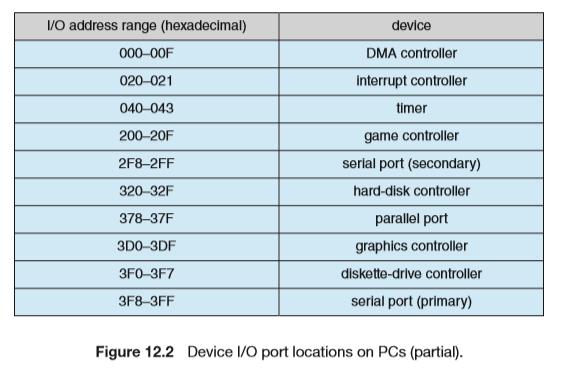 I/O address range (hexadecimal) device
000–00F DMA controller
020–021 interrupt controller
040–043 timer
200–20F game controller
2F8–2FF serial port (secondary)
320–32F hard-disk controller
378–37F parallel port
3D0–3DF graphics controller
3F0–3F7 diskette-drive controller
3F8–3FF serial port (primary)
Figure 12.2 Device I/O port locations on PCs (partial).